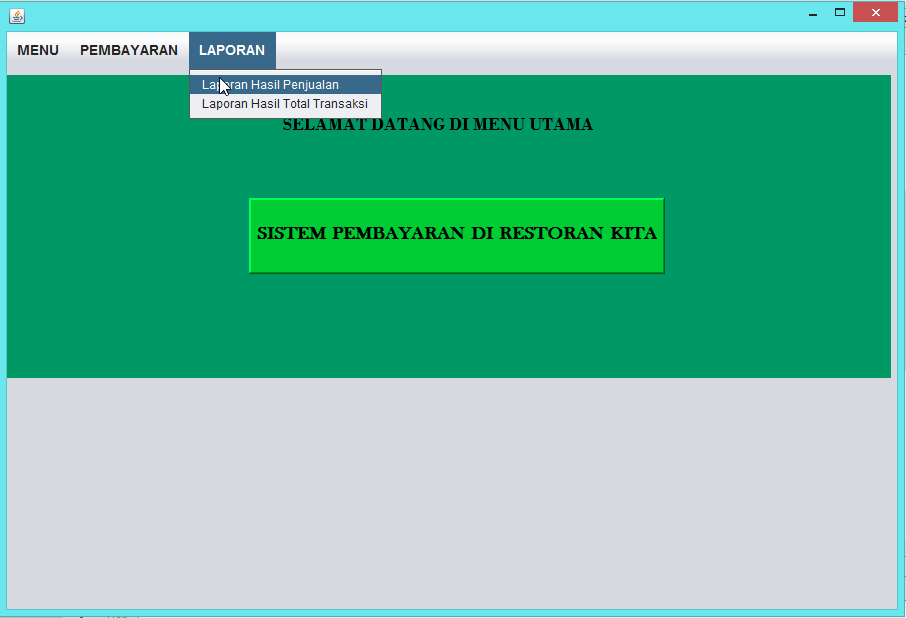 MENU PEMBAYARAN LAPORAN
Laporan Hasil Penjualan
Laporan Hasil Total Transaksi
SELAMAT DATANG DI MENU UTAMA
SISTEM PEMBAYARAN DI RESTORAN KITA